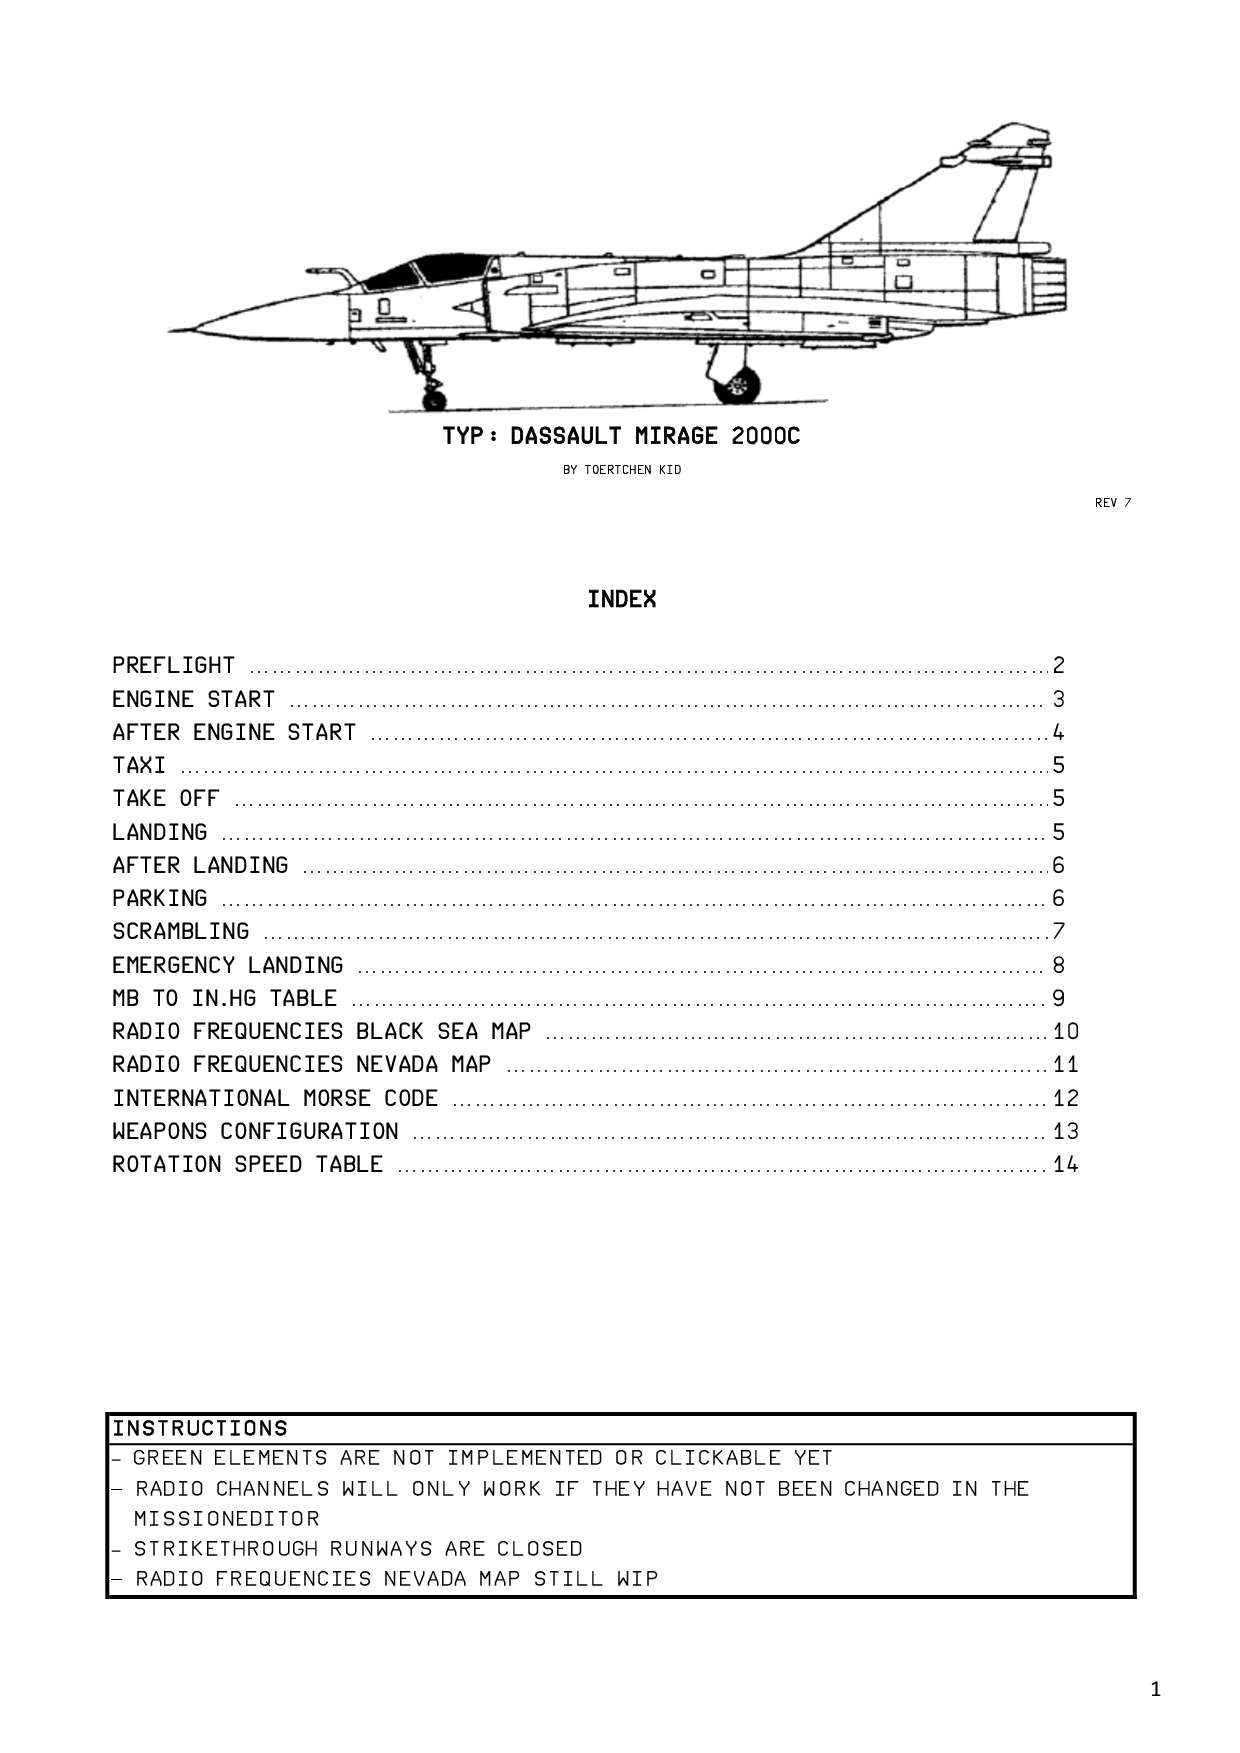 TYP: DASSAULT MIRAGE 2000C
BY TOERTCHEN KID
REV 7
INDEX
PREFLIGHT ..... 2
ENGINE START ..... 3
AFTER ENGINE START ..... 4
TAXI ..... 5
TAKE OFF ..... 5
LANDING ..... 5
AFTER LANDING ..... 6
PARKING ..... 6
SCRAMBLING ..... 7
EMERGENCY LANDING ..... 8
MB TO IN.HG TABLE ..... 9
RADIO FREQUENCIES BLACK SEA MAP ..... 10
RADIO FREQUENCIES NEVADA MAP ..... 11
INTERNATIONAL MORSE CODE ..... 12
WEAPONS CONFIGURATION ..... 13
ROTATION SPEED TABLE ..... 14
INSTRUCTIONS
– GREEN ELEMENTS ARE NOT IMPLEMENTED OR CLICKABLE YET
– RADIO CHANNELS WILL ONLY WORK IF THEY HAVE NOT BEEN CHANGED IN THE
MISSIONEDITOR
– STRIKETHROUGH RUNWAYS ARE CLOSED
– RADIO FREQUENCIES NEVADA MAP STILL WIP
1